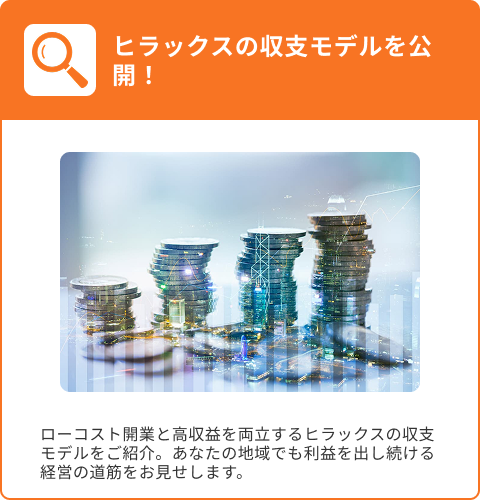 ヒラックスの収支モデルを公
開！
ローコスト開業と高収益を両立するヒラックスの収支
モデルをご紹介。あなたの地域でも利益を出し続ける
経営の道筋をお見せします。